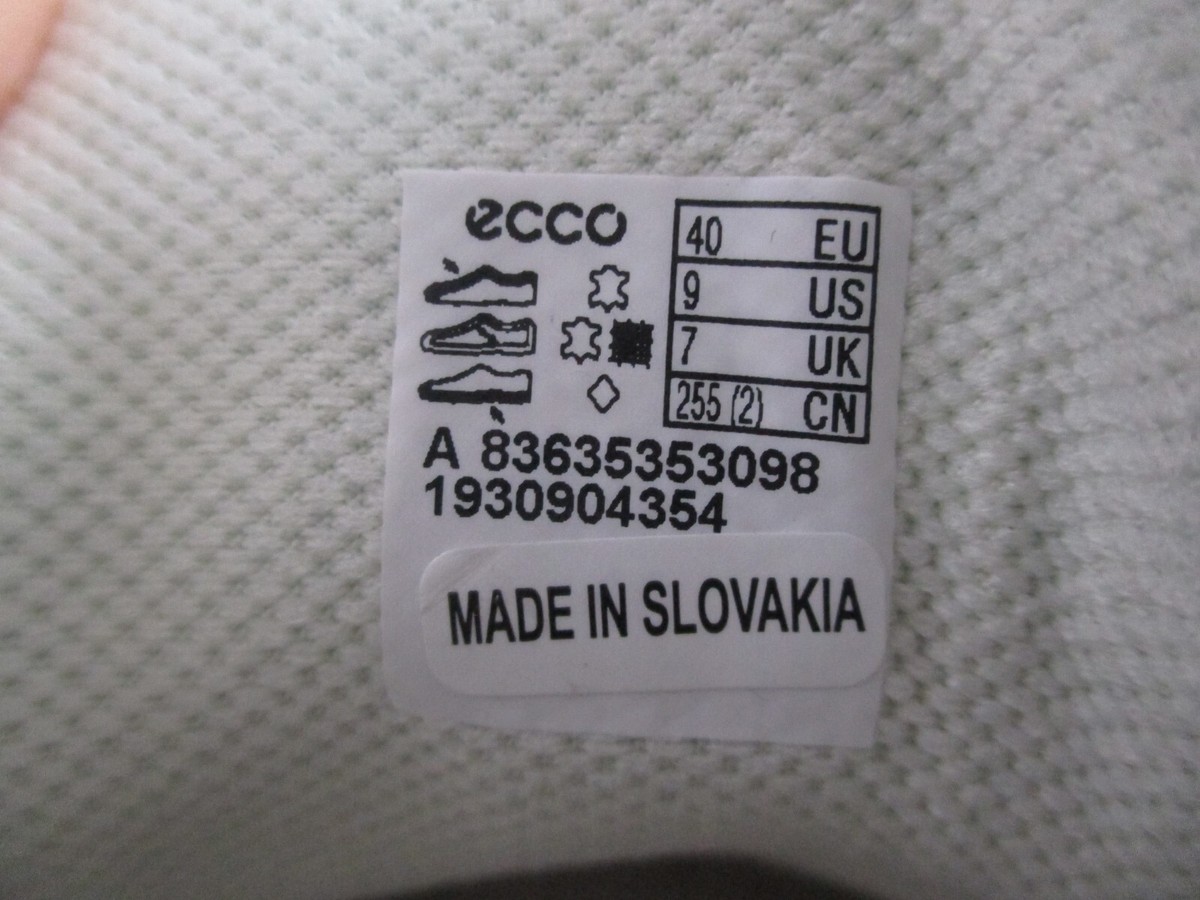 ecco
40 EU
9 US
7 UK
255 (2) CN
A 83635353098
1930904354
MADE IN SLOVAKIA